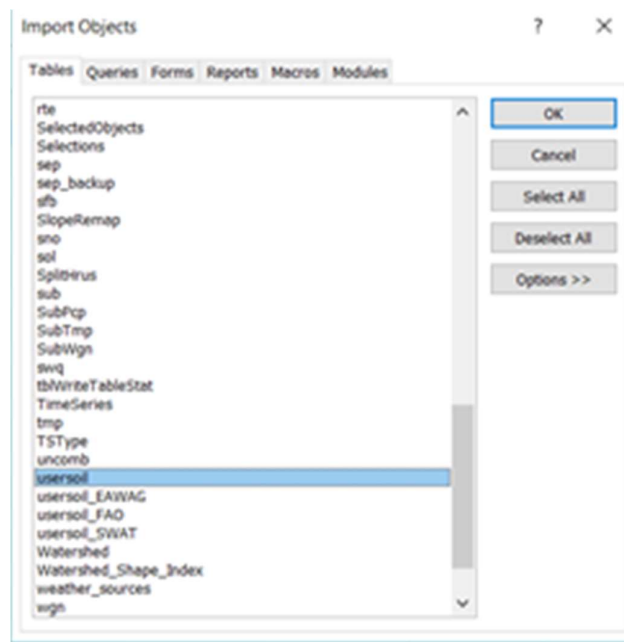 Import Objects
? ×
Tables Queries Forms Reports Macros Modules
rte
SelectedObjects
Selections
sep
sep_backup
sfb
SlopeRemap
sno
sol
SplitHrus
sub
SubPcp
SubTmp
SubWgn
swq
tblWriteTableStat
TimeSeries
tmp
TSType
uncomb
usersoil
usersoil_EAWAG
usersoil_FAO
usersoil_SWAT
Watershed
Watershed_Shape_Index
weather_sources
wgn
OK
Cancel
Select All
Deselect All
Options >>